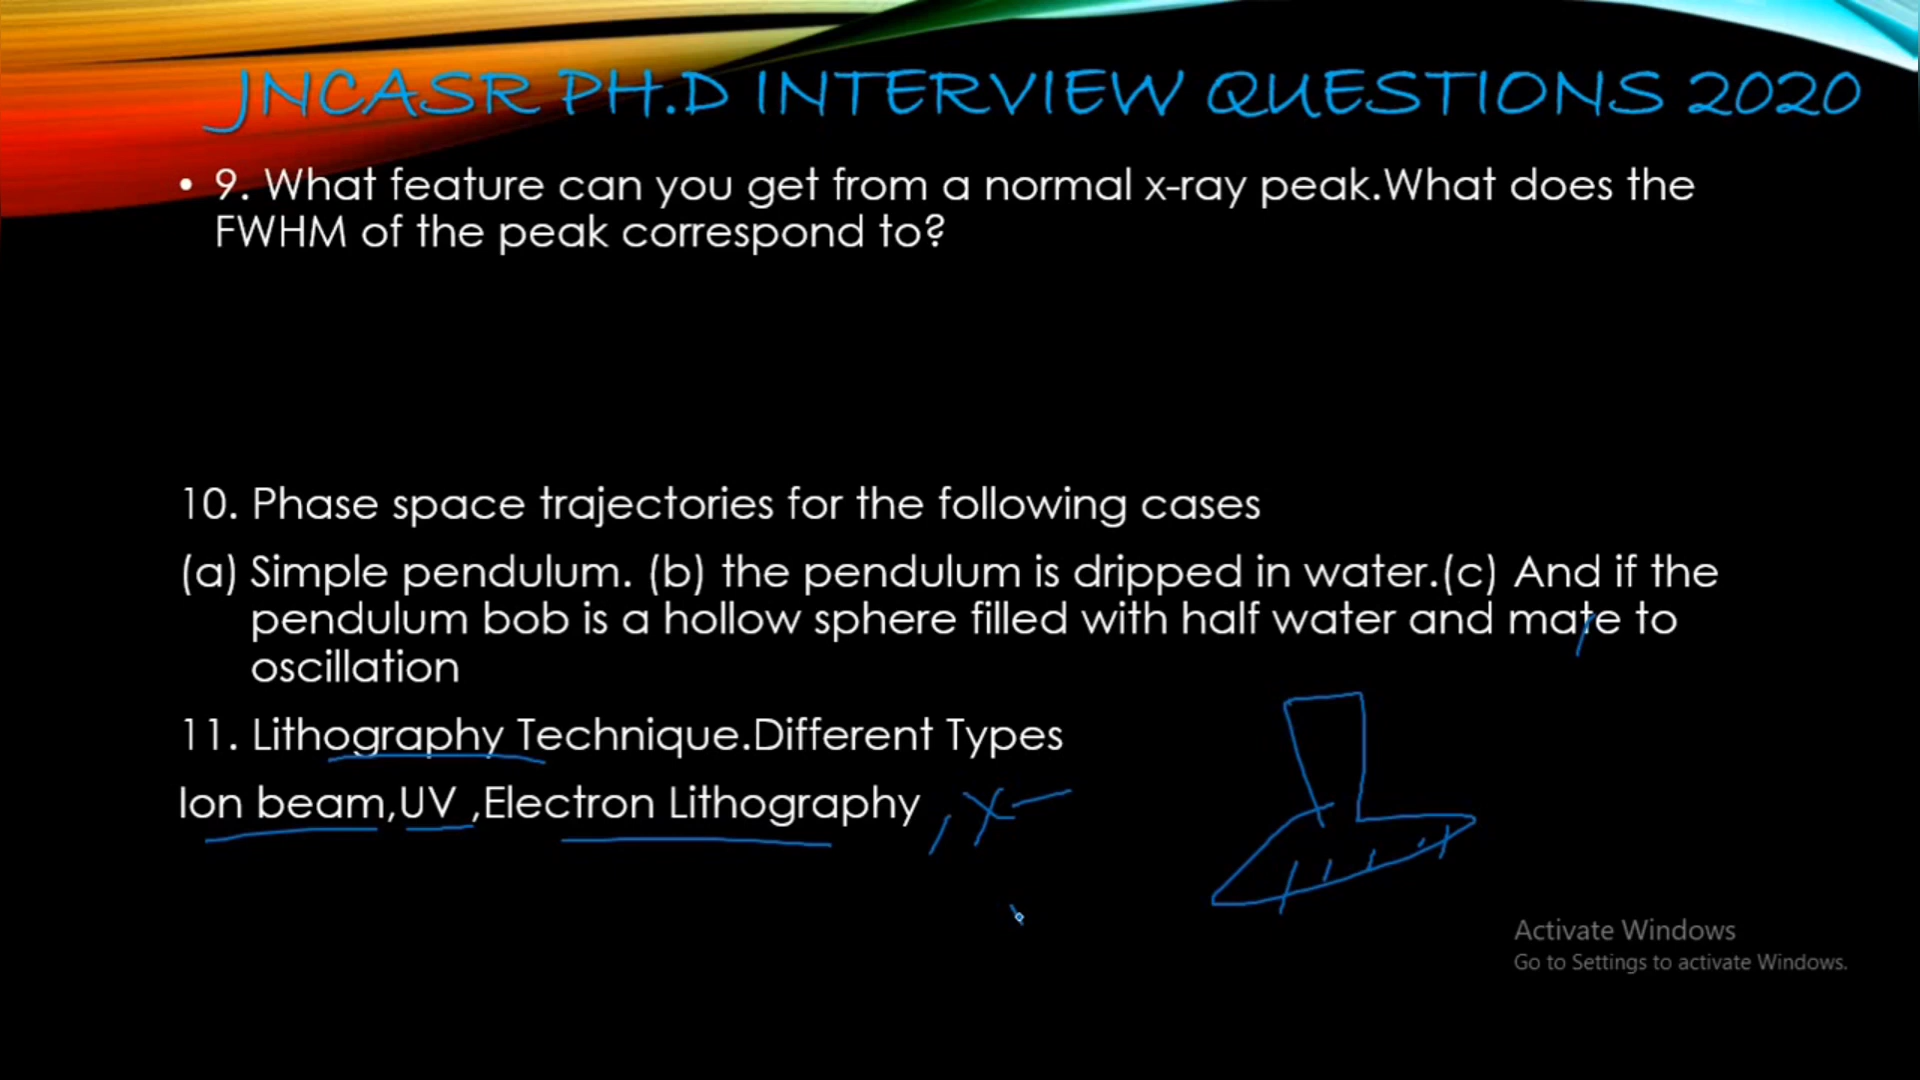 JNCASR PH.D INTERVIEW QUESTIONS 2020
• 9. What feature can you get from a normal x-ray peak.What does the
FWHM of the peak correspond to?
10. Phase space trajectories for the following cases
(a) Simple pendulum. (b) the pendulum is dripped in water.(c) And if the
pendulum bob is a hollow sphere filled with half water and mate to
oscillation
11. Lithography Technique.Different Types
Ion beam,UV ,Electron Lithography , X-
Activate Windows
Go to Settings to activate Windows.